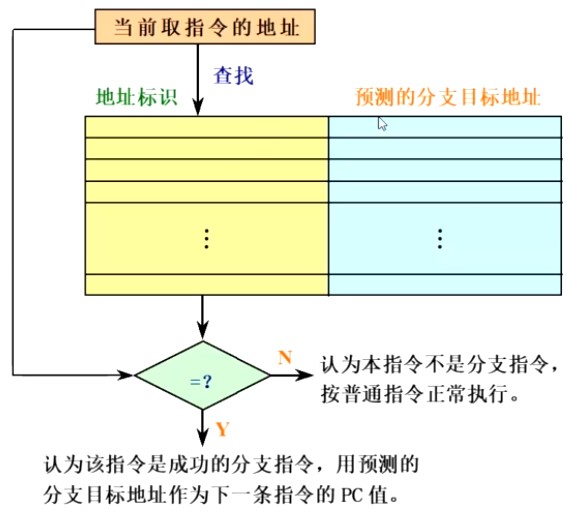 当前取指令的地址
查找
地址标识
预测的分支目标地址
⋮ ⋮
=?
N
认为本指令不是分支指令，
按普通指令正常执行。
Y
认为该指令是成功的分支指令，用预测的
分支目标地址作为下一条指令的PC值。